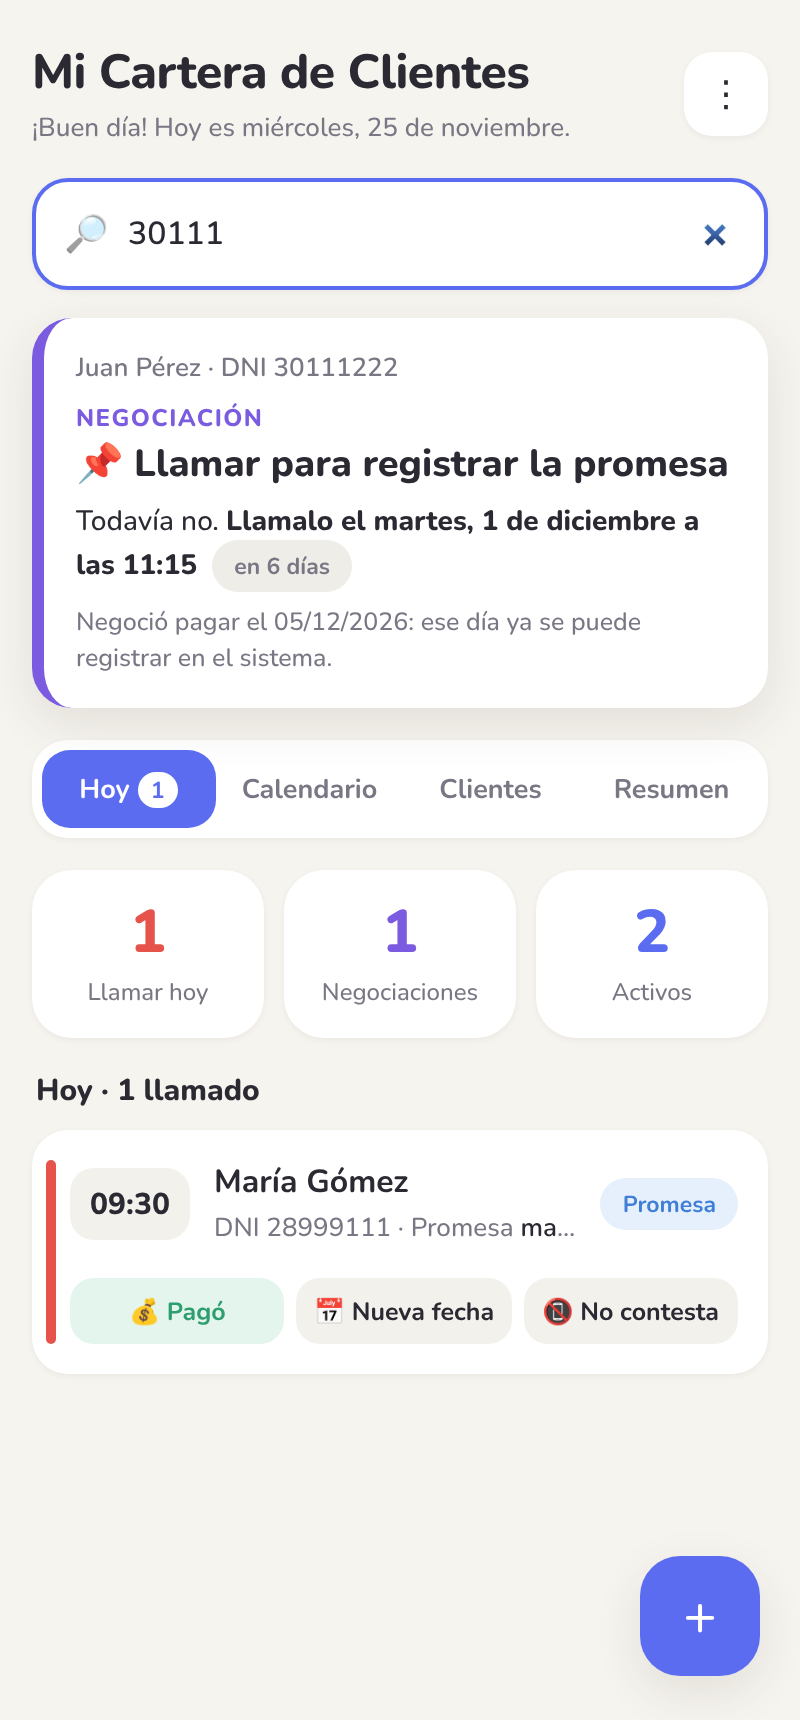 Mi Cartera de Clientes
¡Buen día! Hoy es miércoles, 25 de noviembre.
30111
Juan Pérez · DNI 30111222
NEGOCIACIÓN
📌 Llamar para registrar la promesa
Todavía no. Llamalo el martes, 1 de diciembre a
las 11:15 en 6 días
Negoció pagar el 05/12/2026: ese día ya se puede
registrar en el sistema.
Hoy 1 Calendario Clientes Resumen
1 1 2
Llamar hoy Negociaciones Activos
Hoy · 1 llamado
09:30 María Gómez Promesa
DNI 28999111 · Promesa ma...
💰 Pagó 📅 Nueva fecha 📵 No contesta
+